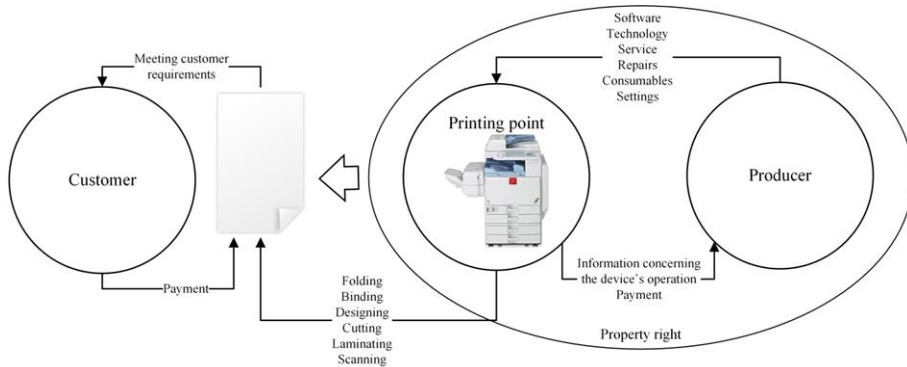 Software
Technology
Service
Repairs
Consumables
Settings
Meeting customer
requirements
Printing point
Customer
Producer
Information concerning
the device`s operation
Payment
Payment
Folding
Binding
Designing
Cutting
Laminating
Scanning
Property right